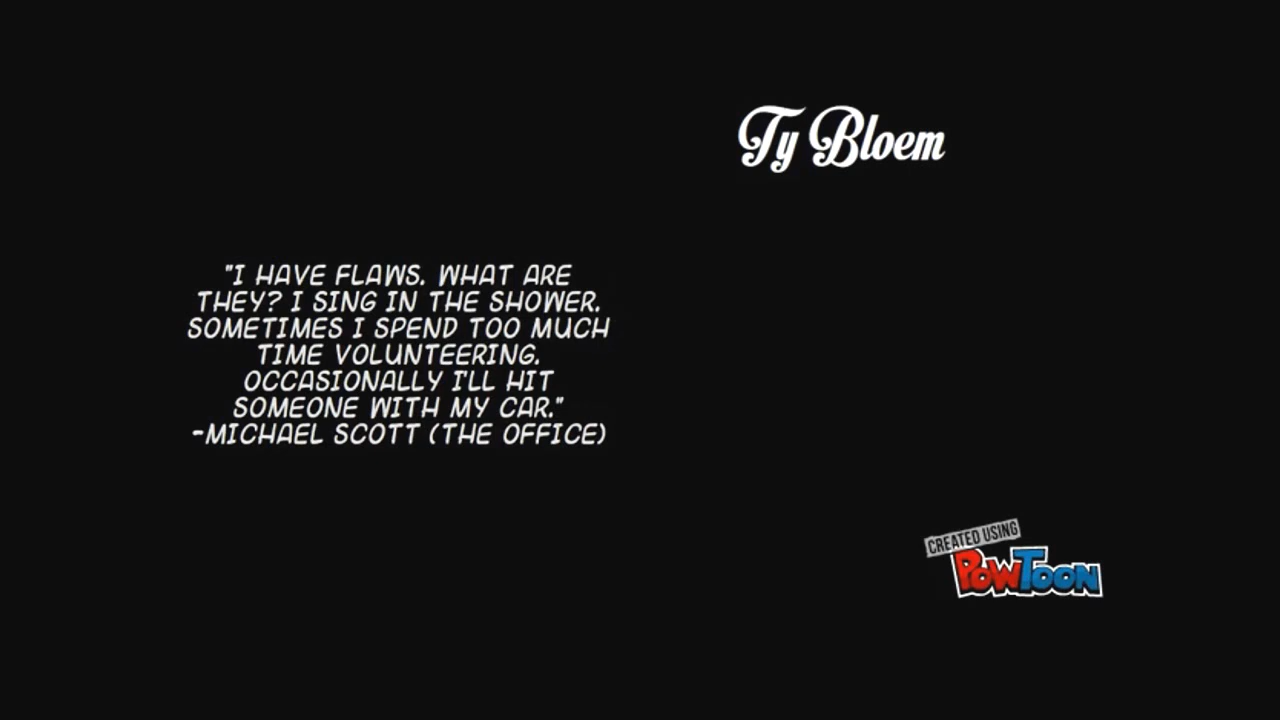 Ty Bloem
"I HAVE FLAWS. WHAT ARE
THEY? I SING IN THE SHOWER.
SOMETIMES I SPEND TOO MUCH
TIME VOLUNTEERING.
OCCASIONALLY I'LL HIT
SOMEONE WITH MY CAR."
-MICHAEL SCOTT (THE OFFICE)
CREATED USING
POWTOON